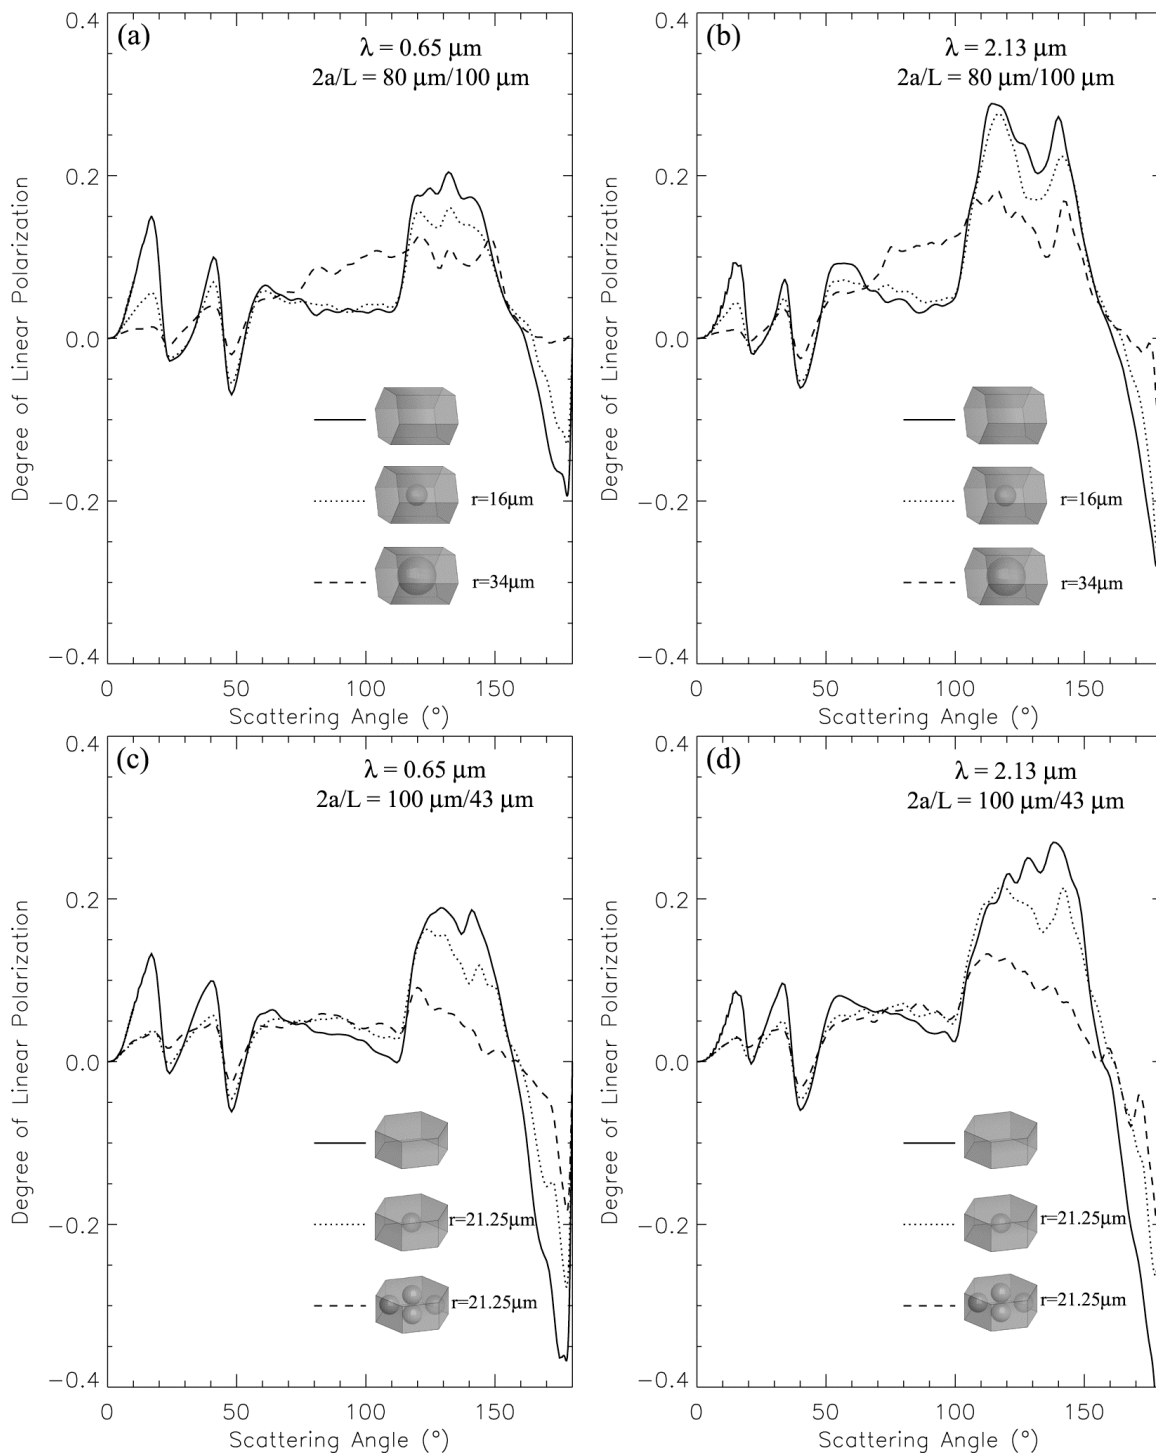 (a)
λ = 0.65 μm
2a/L = 80 μm/100 μm
0.4
0.2
0.0
−0.2
−0.4
Degree of Linear Polarization
r=16μm
r=34μm
0 50 100 150
Scattering Angle (°)
(b)
λ = 2.13 μm
2a/L = 80 μm/100 μm
0.4
0.2
0.0
−0.2
−0.4
Degree of Linear Polarization
r=16μm
r=34μm
0 50 100 150
Scattering Angle (°)
(c)
λ = 0.65 μm
2a/L = 100 μm/43 μm
0.4
0.2
0.0
−0.2
−0.4
Degree of Linear Polarization
r=21.25μm
r=21.25μm
0 50 100 150
Scattering Angle (°)
(d)
λ = 2.13 μm
2a/L = 100 μm/43 μm
0.4
0.2
0.0
−0.2
−0.4
Degree of Linear Polarization
r=21.25μm
r=21.25μm
0 50 100 150
Scattering Angle (°)